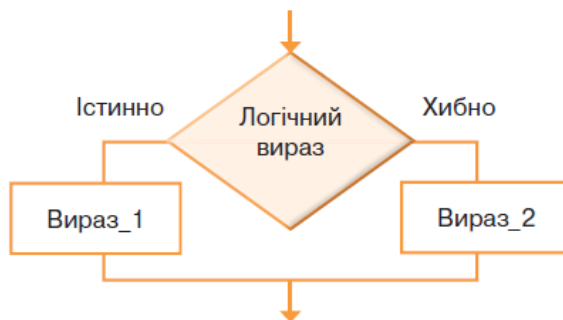 Істинно
Логічний
вираз
Хибно
Вираз_1
Вираз_2